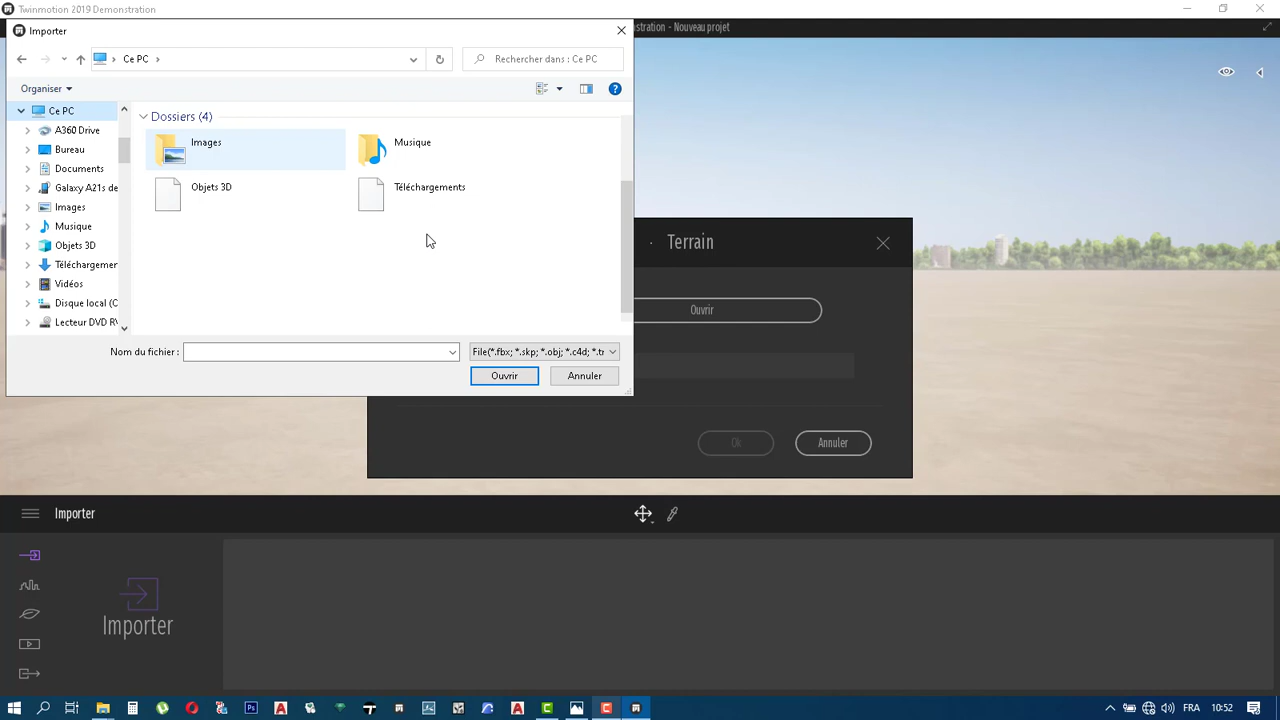 Twinmotion 2019 Demonstration
Importer
stration - Nouveau projet
Ce PC
Rechercher dans : Ce PC
Organiser
Ce PC
A360 Drive
Bureau
Documents
Galaxy A21s de
Images
Musique
Objets 3D
Téléchargemer
Vidéos
Disque local (C
Lecteur DVD RV
Dossiers (4)
Images
Musique
Objets 3D
Téléchargements
Nom du fichier :
File(*.fbx; *.skp; *.obj; *.c4d; *.tr
Ouvrir
Annuler
Terrain
Ouvrir
Ok
Annuler
Importer
Importer
FRA
10:52